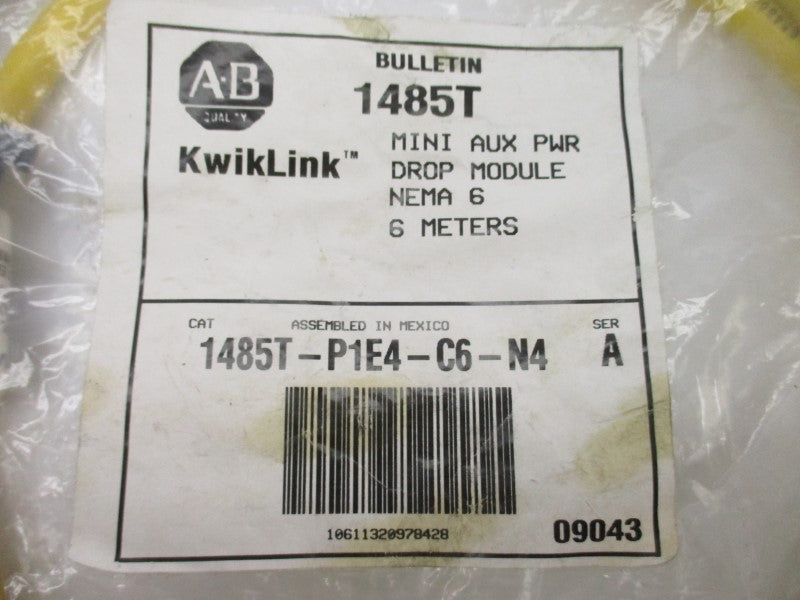 A·B
QUALITY
BULLETIN
1485T
KwikLink™
MINI AUX PWR
DROP MODULE
NEMA 6
6 METERS
CAT
ASSEMBLED IN MEXICO
SER
1485T-P1E4-C6-N4
A
10611320978428
09043